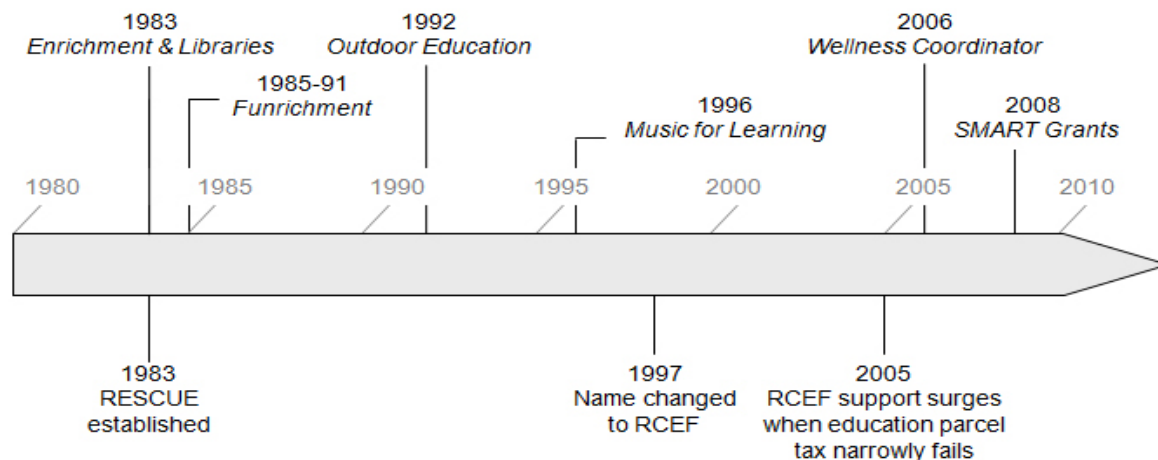 1983
Enrichment & Libraries
1992
Outdoor Education
2006
Wellness Coordinator
1985-91
Funrichment
1996
Music for Learning
2008
SMART Grants
1980
1985
1990
1995
2000
2005
2010
1983
RESCUE
established
1997
Name changed
to RCEF
2005
RCEF support surges
when education parcel
tax narrowly fails